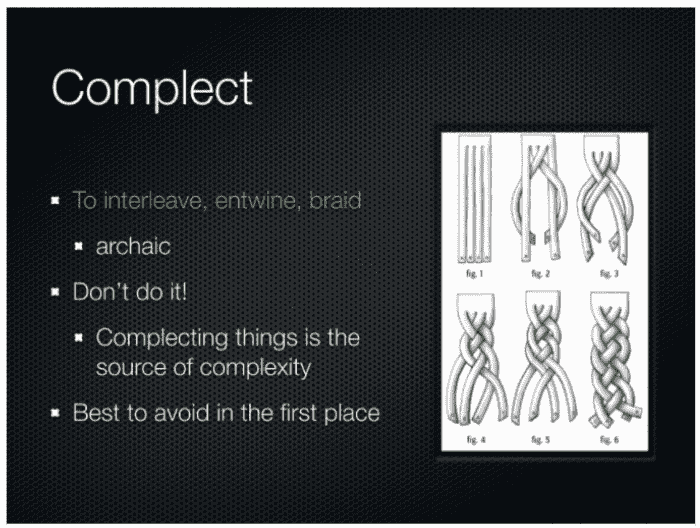 Complect
To interleave, entwine, braid
archaic
Don't do it!
Complecting things is the
source of complexity
Best to avoid in the first place
fig. 1
fig. 2
fig. 3
fig. 4
fig. 5
fig. 6